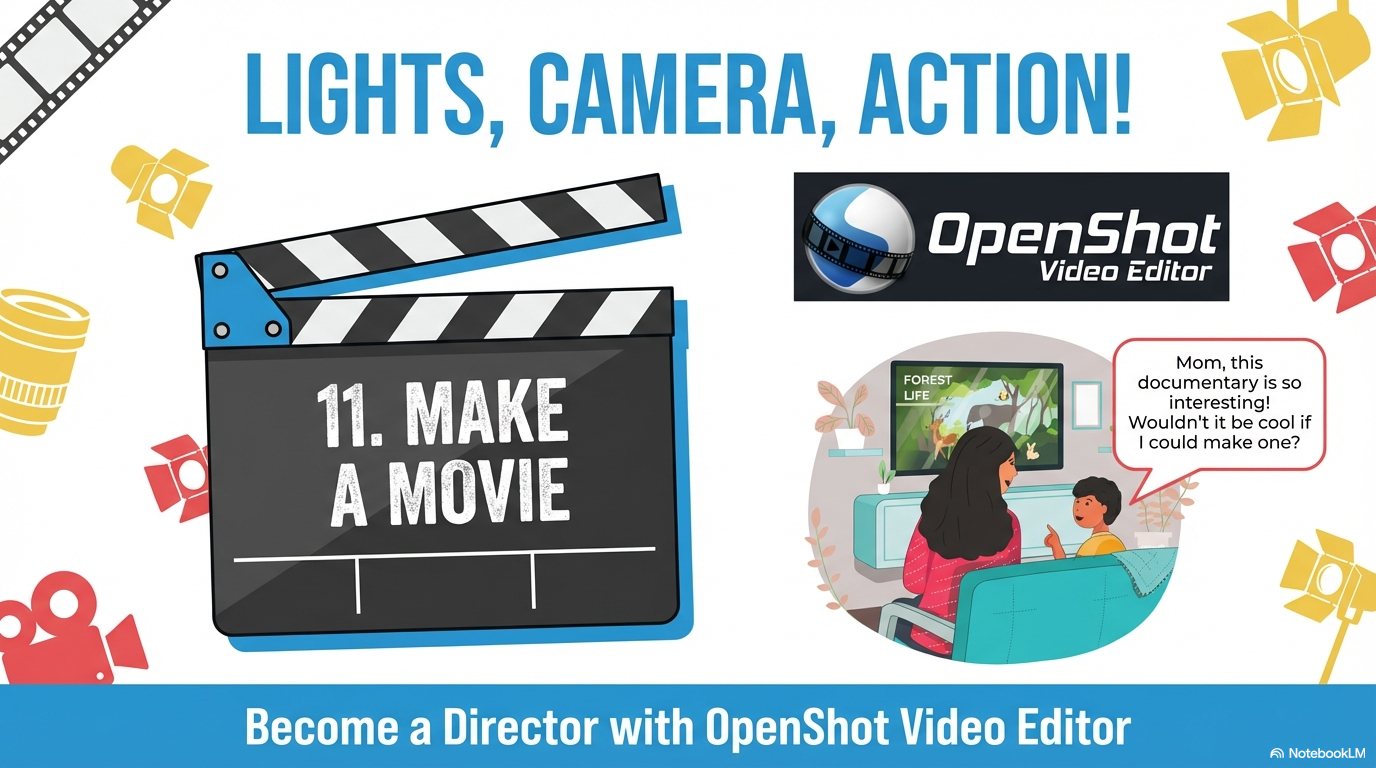 LIGHTS, CAMERA, ACTION!
11. MAKE
A MOVIE
OpenShot
Video Editor
FOREST
LIFE
Mom, this
documentary is so
interesting!
Wouldn't it be cool if
I could make one?
Become a Director with OpenShot Video Editor
NotebookLM